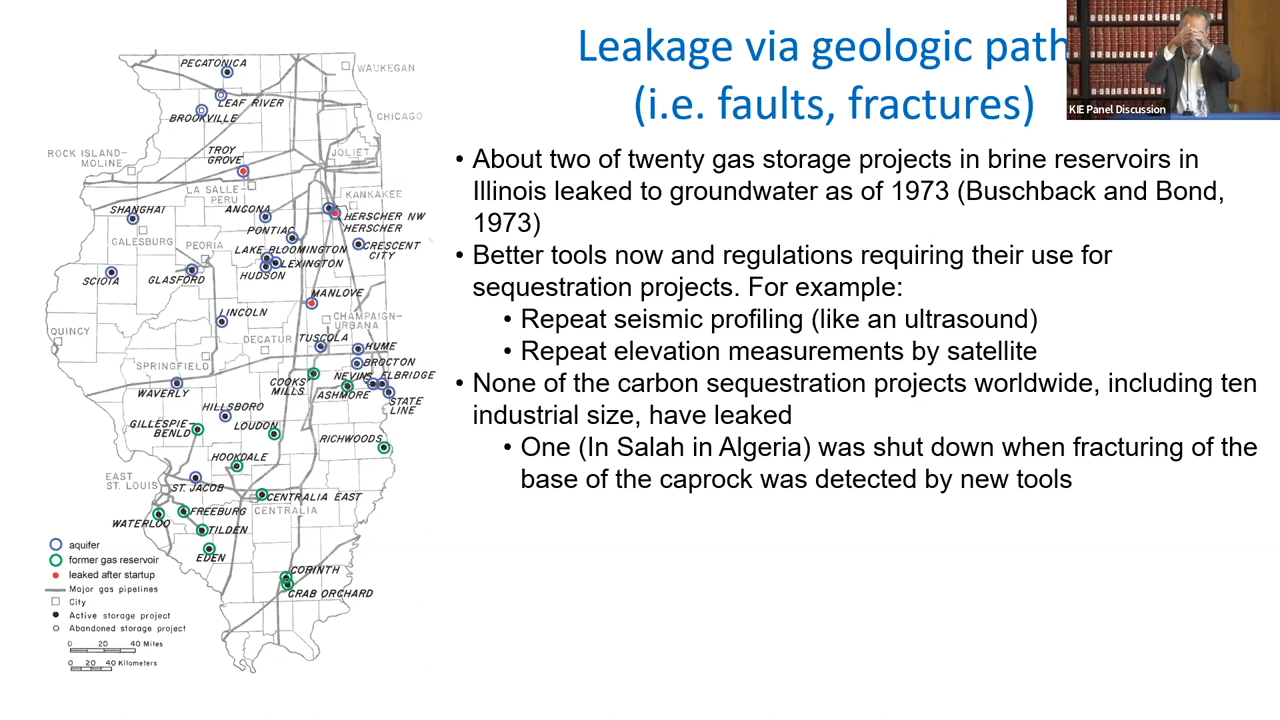 Leakage via geologic path
(i.e. faults, fractures)
KIE Panel Discussion
• About two of twenty gas storage projects in brine reservoirs in
Illinois leaked to groundwater as of 1973 (Buschback and Bond,
1973)
• Better tools now and regulations requiring their use for
sequestration projects. For example:
• Repeat seismic profiling (like an ultrasound)
• Repeat elevation measurements by satellite
• None of the carbon sequestration projects worldwide, including ten
industrial size, have leaked
• One (In Salah in Algeria) was shut down when fracturing of the
base of the caprock was detected by new tools
PECATONICA
WAUKEGAN
LEAF RIVER
BROOKVILLE
CHICAGO
ROCK ISLAND-
MOLINE
TROY
GROVE
JOLIET
LA SALLE-
PERU
KANKAKEE
SHANGHAI
ANCONA
HERSCHER NW
HERSCHER
PONTIAC
GALESBURG
PEORIA
LAKE BLOOMINGTON
CRESCENT
CITY
LEXINGTON
HUDSON
SCIOTA
GLASFORD
MANLOVE
LINCOLN
CHAMPAIGN-
URBANA
QUINCY
DECATUR
TUSCOLA
HUME
SPRINGFIELD
BROCTON
NEVINS
ELBRIDGE
COOKS
MILLS
ASHMORE
WAVERLY
STATE
LINE
HILLSBORO
GILLESPIE-
BENLD
LOUDON
RICHWOODS
HOOKDALE
EAST
ST. LOUIS
ST. JACOB
CENTRALIA EAST
CENTRALIA
FREEBURG
WATERLOO
TILDEN
EDEN
CORINTH
CRAB ORCHARD
aquifer
former gas reservoir
leaked after startup
Major gas pipelines
City
Active storage project
Abandoned storage project
0 20 40 Miles
0 20 40 Kilometers